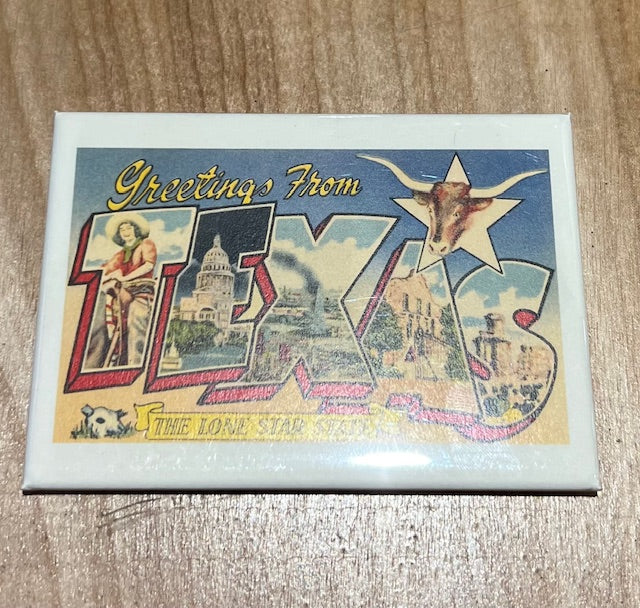 Greetings From
TEXAS
THE LONE STAR STATE